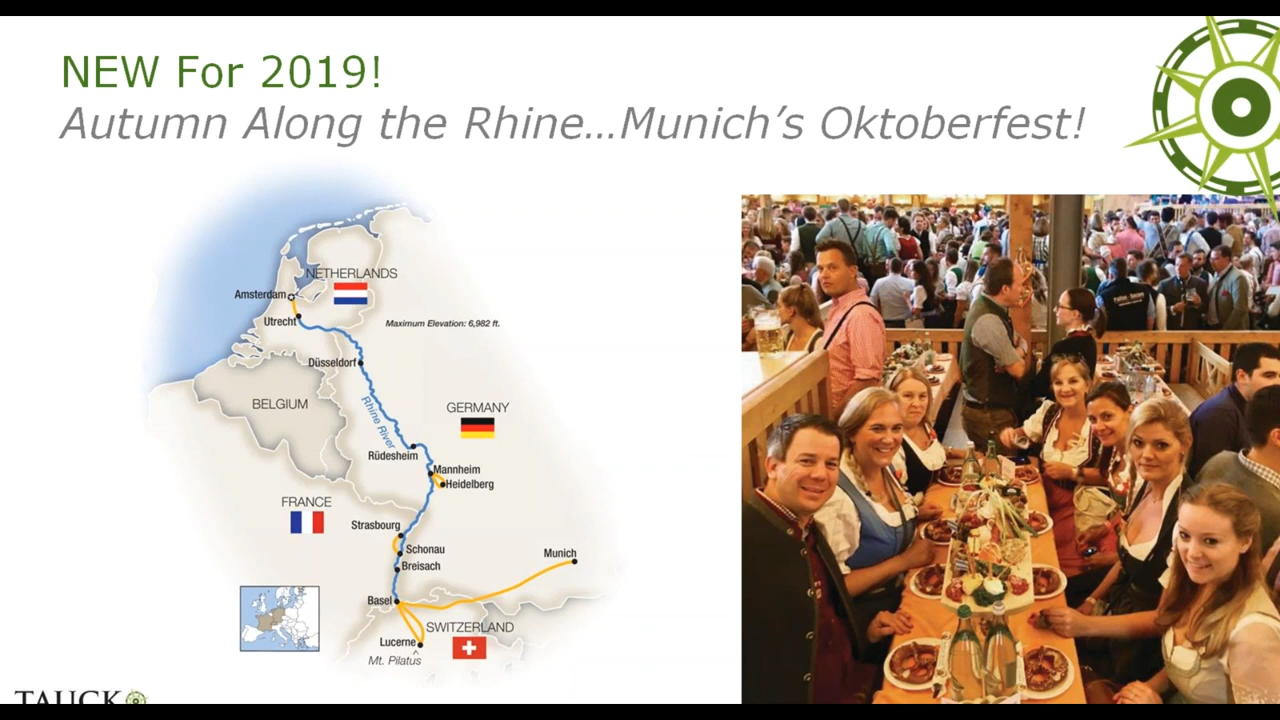 NEW For 2019!
Autumn Along the Rhine...Munich's Oktoberfest!
NETHERLANDS
Amsterdam
Utrecht
Maximum Elevation: 6,982 ft.
Düsseldorf
BELGIUM
Rhine River
GERMANY
Rüdesheim
Mannheim
Heidelberg
FRANCE
Strasbourg
Schonau
Breisach
Munich
Basel
SWITZERLAND
Lucerne
Mt. Pilatus
TAUCK